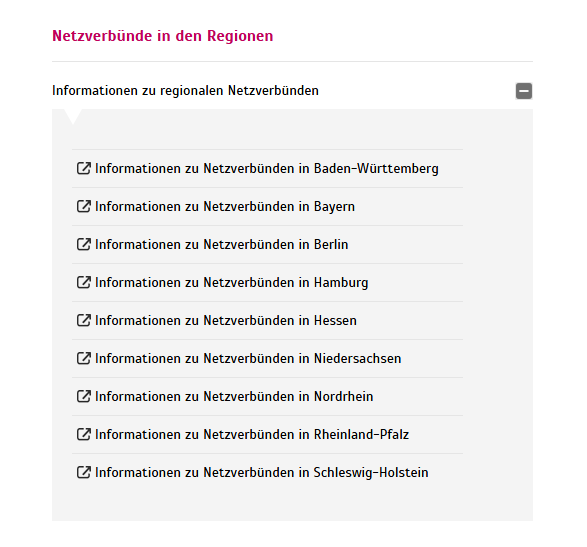 Netzverbünde in den Regionen
Informationen zu regionalen Netzverbünden
Informationen zu Netzverbünden in Baden-Württemberg
Informationen zu Netzverbünden in Bayern
Informationen zu Netzverbünden in Berlin
Informationen zu Netzverbünden in Hamburg
Informationen zu Netzverbünden in Hessen
Informationen zu Netzverbünden in Niedersachsen
Informationen zu Netzverbünden in Nordrhein
Informationen zu Netzverbünden in Rheinland-Pfalz
Informationen zu Netzverbünden in Schleswig-Holstein